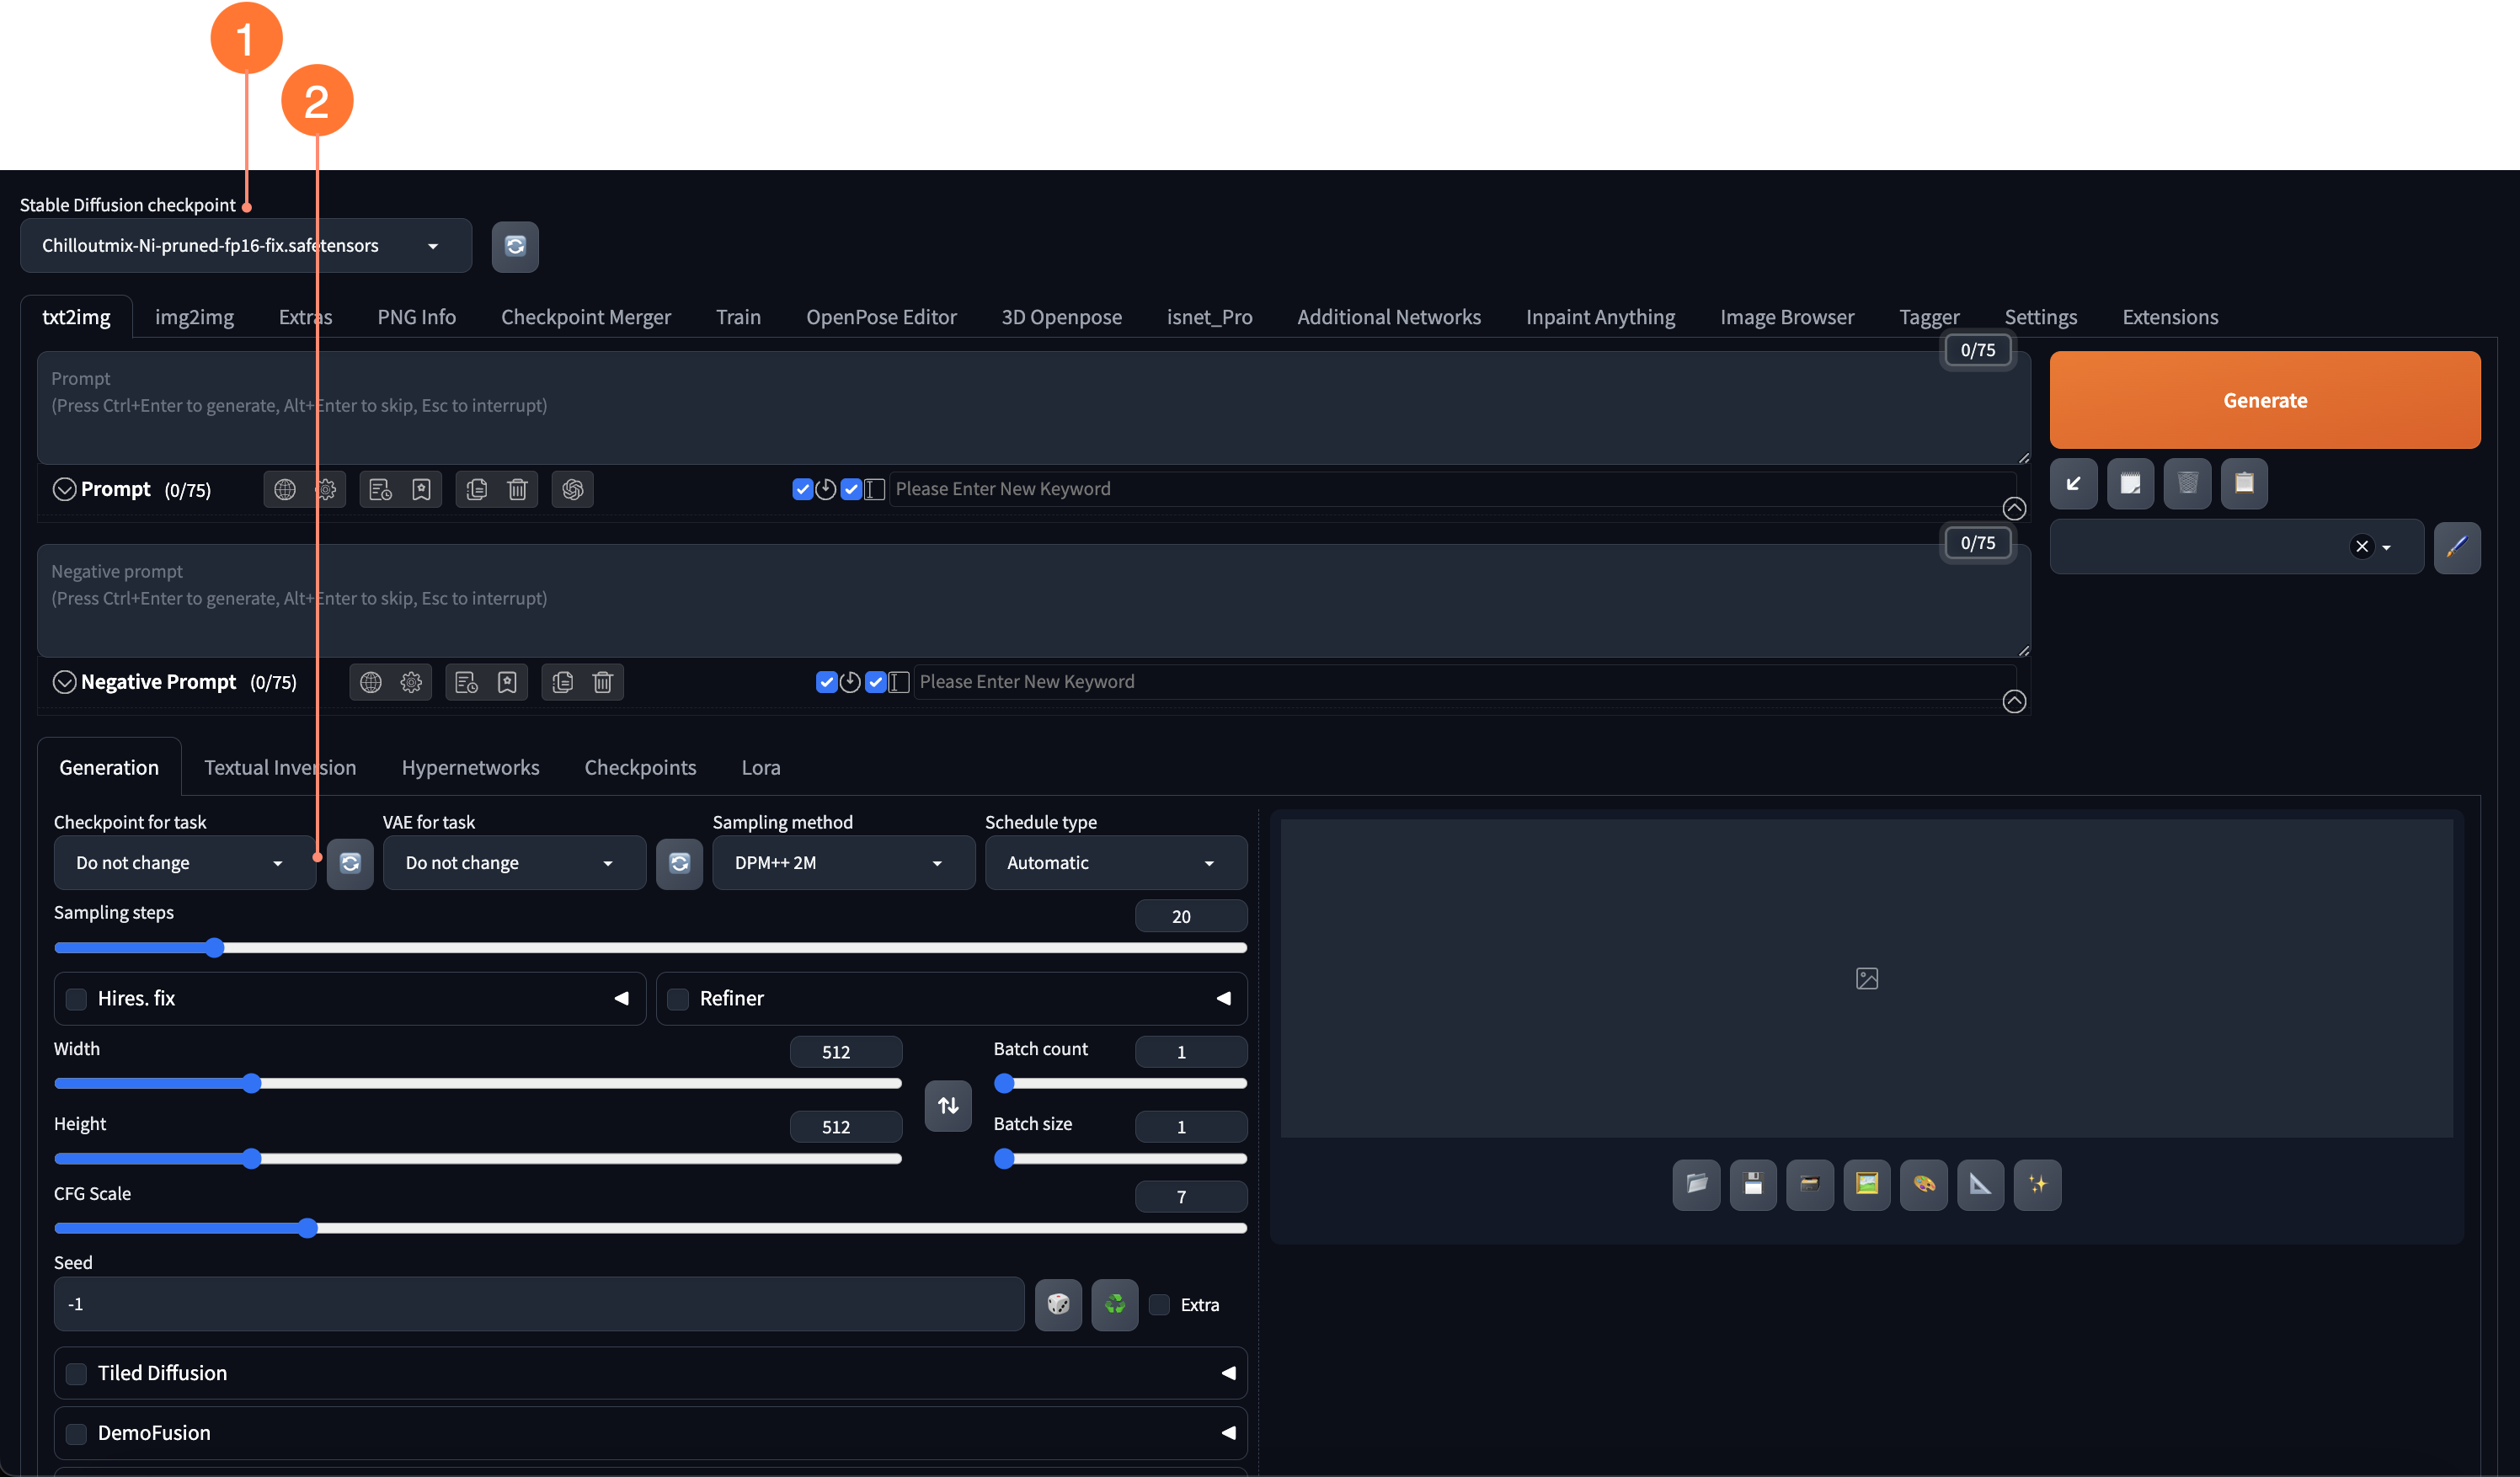 1
2
Stable Diffusion checkpoint
Chilloutmix-Ni-pruned-fp16-fix.safetensors
txt2img img2img Extras PNG Info Checkpoint Merger Train OpenPose Editor 3D Openpose isnet_Pro Additional Networks Inpaint Anything Image Browser Tagger Settings Extensions
0/75
Prompt
(Press Ctrl+Enter to generate, Alt+Enter to skip, Esc to interrupt)
Generate
Prompt (0/75) Please Enter New Keyword
0/75
Negative prompt
(Press Ctrl+Enter to generate, Alt+Enter to skip, Esc to interrupt)
Negative Prompt (0/75) Please Enter New Keyword
Generation Textual Inversion Hypernetworks Checkpoints Lora
Checkpoint for task VAE for task Sampling method Schedule type
Do not change Do not change DPM++ 2M Automatic
Sampling steps 20
Hires. fix Refiner
Width 512 Batch count 1
Height 512 Batch size 1
CFG Scale 7
Seed
-1 Extra
Tiled Diffusion
DemoFusion